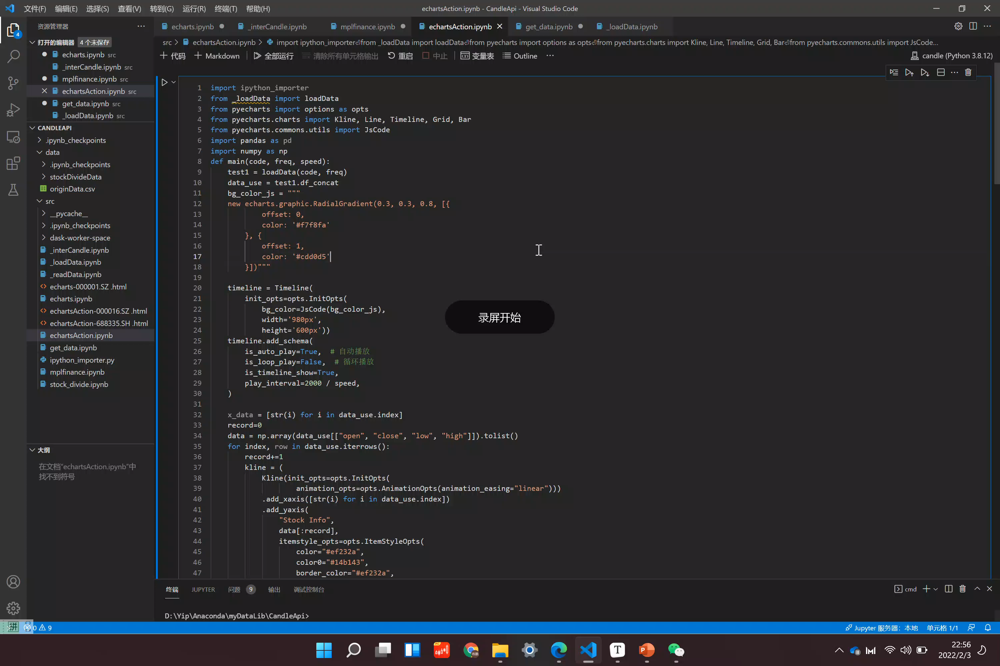 文件(F) 编辑(E) 选择(S) 查看(V) 转到(G) 运行(R) 终端(T) 帮助(H)
echartsAction.ipynb - CandleApi - Visual Studio Code
资源管理器
echarts.ipynb
_interCandle.ipynb
mplfinance.ipynb
echartsAction.ipynb
get_data.ipynb
_loadData.ipynb
打开的编辑器 4 个未保存
echarts.ipynb src
_interCandle.ipynb src
mplfinance.ipynb src
echartsAction.ipynb src
get_data.ipynb src
_loadData.ipynb src
CANDLEAPI
.ipynb_checkpoints
data
.ipynb_checkpoints
stockDivideData
originData.csv
src
__pycache__
.ipynb_checkpoints
dask-worker-space
_interCandle.ipynb
_loadData.ipynb
_readData.ipynb
echarts-000001.SZ .html
echarts.ipynb
echartsAction-000016.SZ .html
echartsAction-688335.SH .html
echartsAction.ipynb
get_data.ipynb
ipython_importer.py
mplfinance.ipynb
stock_divide.ipynb
大纲
在文档"echartsAction.ipynb"中
找不到符号
4
src > echartsAction.ipynb > import ipython_importer⏎from _loadData import loadData⏎from pyecharts import options as opts⏎from pyecharts.charts import Kline, Line, Timeline, Grid, Bar⏎from pyecharts.commons.utils import JsCode...
代码 Markdown 全部运行 清除所有单元格输出 重启 中止 变量表 Outline
candle (Python 3.8.12)
1 import ipython_importer
2 from _loadData import loadData
3 from pyecharts import options as opts
4 from pyecharts.charts import Kline, Line, Timeline, Grid, Bar
5 from pyecharts.commons.utils import JsCode
6 import pandas as pd
7 import numpy as np
8 def main(code, freq, speed):
9 test1 = loadData(code, freq)
10 data_use = test1.df_concat
11 bg_color_js = """
12 new echarts.graphic.RadialGradient(0.3, 0.3, 0.8, [{
13 offset: 0,
14 color: '#f7f8fa'
15 }, {
16 offset: 1,
17 color: '#cdd0d5'
18 }])"""
19
20 timeline = Timeline(
21 init_opts=opts.InitOpts(
22 bg_color=JsCode(bg_color_js),
23 width='980px',
24 height='600px'))
25 timeline.add_schema(
26 is_auto_play=True, # 自动播放
27 is_loop_play=False, # 循环播放
28 is_timeline_show=True,
29 play_interval=2000 / speed,
30 )
31
32 x_data = [str(i) for i in data_use.index]
33 record=0
34 data = np.array(data_use[["open", "close", "low", "high"]]).tolist()
35 for index, row in data_use.iterrows():
36 record+=1
37 kline = (
38 Kline(init_opts=opts.InitOpts(
39 animation_opts=opts.AnimationOpts(animation_easing="linear")))
40 .add_xaxis([str(i) for i in data_use.index])
41 .add_yaxis(
42 "Stock Info",
43 data[:record],
44 itemstyle_opts=opts.ItemStyleOpts(
45 color="#ef232a",
46 color0="#14b143",
47 border_color="#ef232a",
录屏开始
终端 JUPYTER 问题 9 输出 调试控制台
cmd
D:\Yip\Anaconda\myDataLib\CandleApi>
拼 0 9
Jupyter 服务器: 本地 单元格 1/1
22:56
2022/2/3